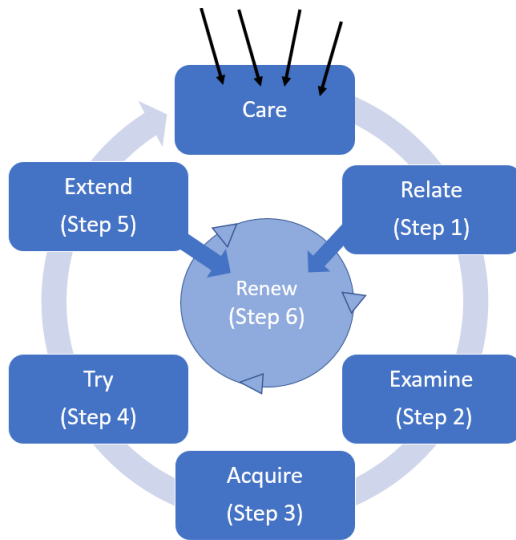 Care
Relate
(Step 1)
Examine
(Step 2)
Acquire
(Step 3)
Try
(Step 4)
Extend
(Step 5)
Renew
(Step 6)